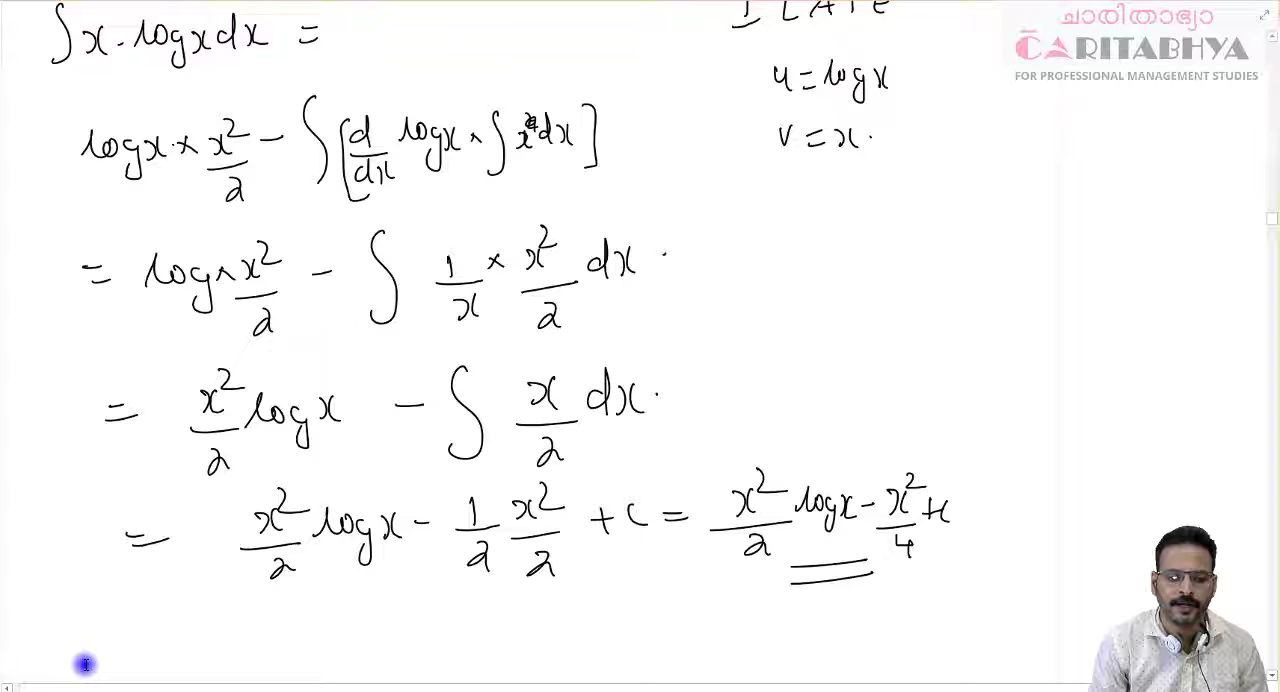 ∫x·logx dx =
ILATE
ചാരിതാഭ്യാ
CARITABHYA
FOR PROFESSIONAL MANAGEMENT STUDIES
u = logx
v = x.
logx × x²/2 − ∫[d/dx logx × ∫x dx]
= log × x²/2 − ∫ 1/x × x²/2 dx.
= x²/2 logx − ∫ x/2 dx.
= x²/2 logx − 1/2 x²/2 + c = x²/2 logx − x²/4 + c